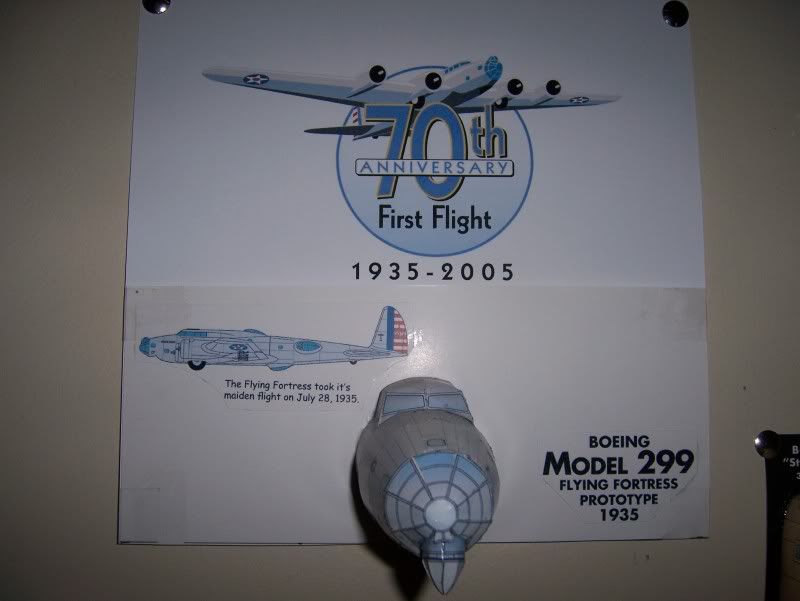 70th
ANNIVERSARY
First Flight
1935-2005
The Flying Fortress took it's
maiden flight on July 28, 1935.
BOEING
MODEL 299
FLYING FORTRESS
PROTOTYPE
1935